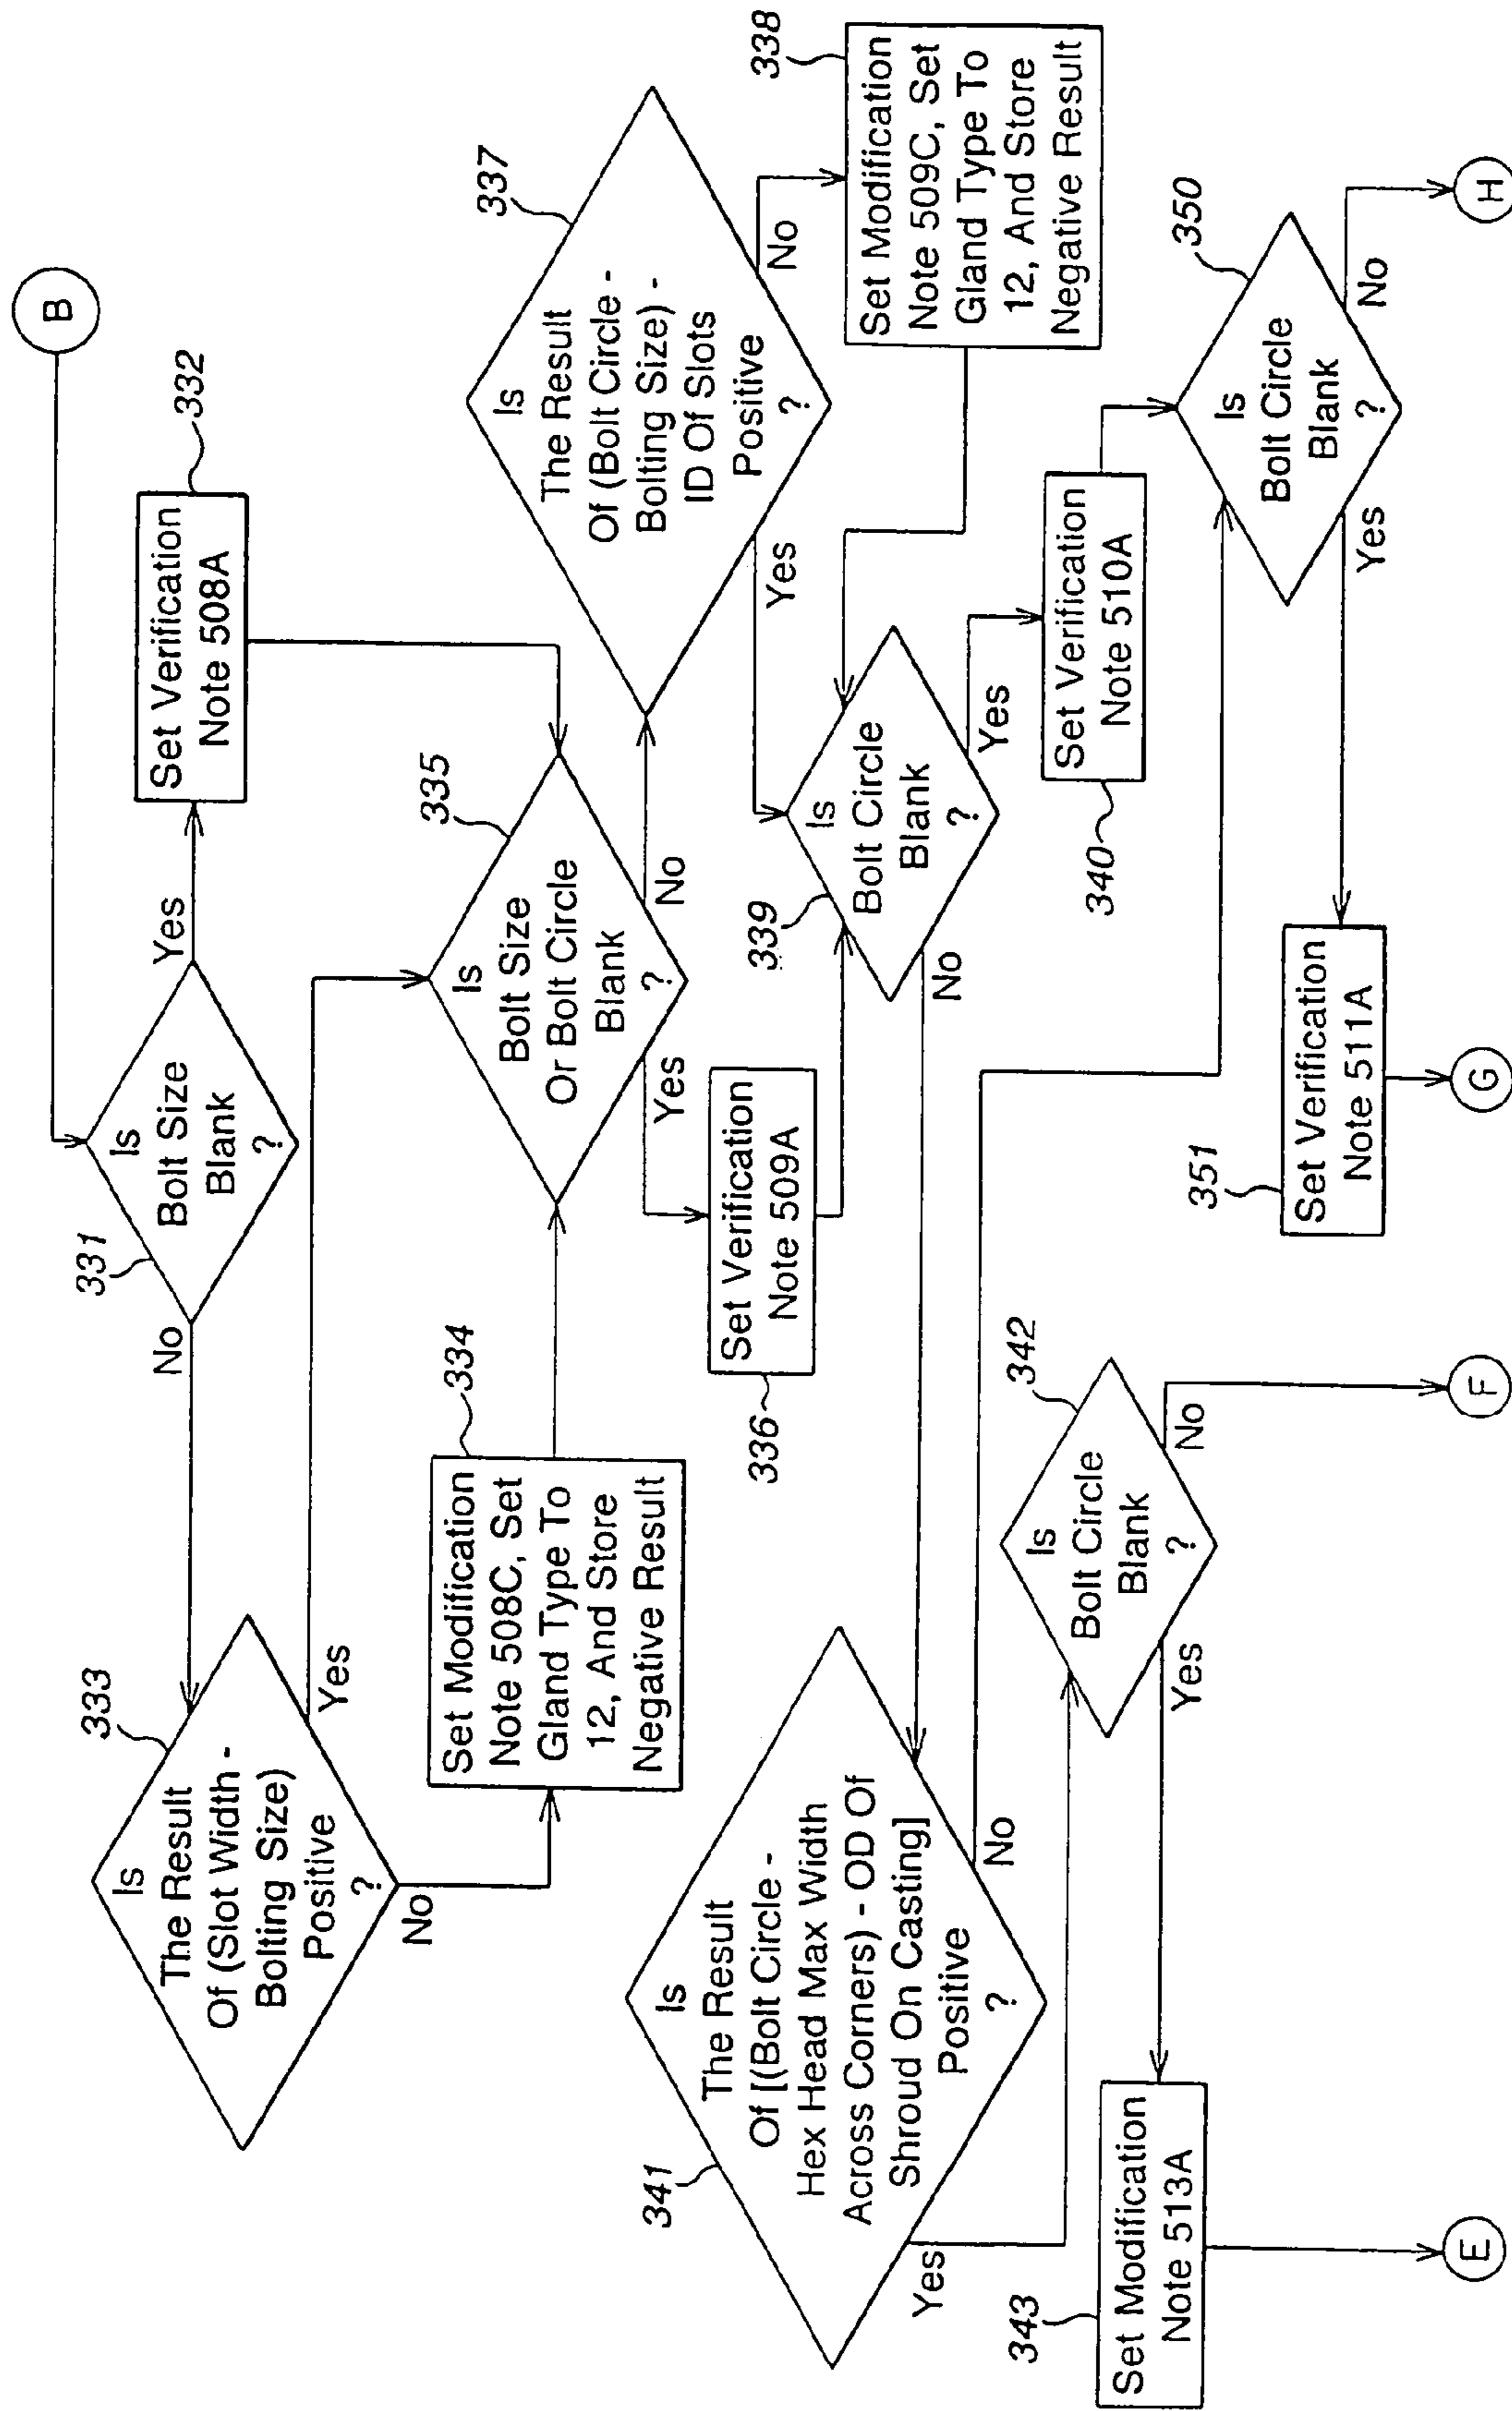 B
331
Is
Bolt Size
Blank
?
Yes
No
332
Set Verification
Note 508A
333
Is
The Result
Of (Slot Width -
Bolting Size)
Positive
?
Yes
No
334
Set Modification
Note 508C, Set
Gland Type To
12, And Store
Negative Result
335
Is
Bolt Size
Or Bolt Circle
Blank
?
Yes
No
336
Set Verification
Note 509A
337
Is
The Result
Of (Bolt Circle -
Bolting Size) -
ID Of Slots
Positive
?
Yes
No
338
Set Modification
Note 509C, Set
Gland Type To
12, And Store
Negative Result
339
Is
Bolt Circle
Blank
?
No
Yes
340
Set Verification
Note 510A
341
Is
The Result
Of [(Bolt Circle -
Hex Head Max Width
Across Corners) - OD Of
Shroud On Casting]
Positive
?
Yes
No
342
Is
Bolt Circle
Blank
?
Yes
No
343
Set Modification
Note 513A
350
Is
Bolt Circle
Blank
?
Yes
No
351
Set Verification
Note 511A
E
F
G
H